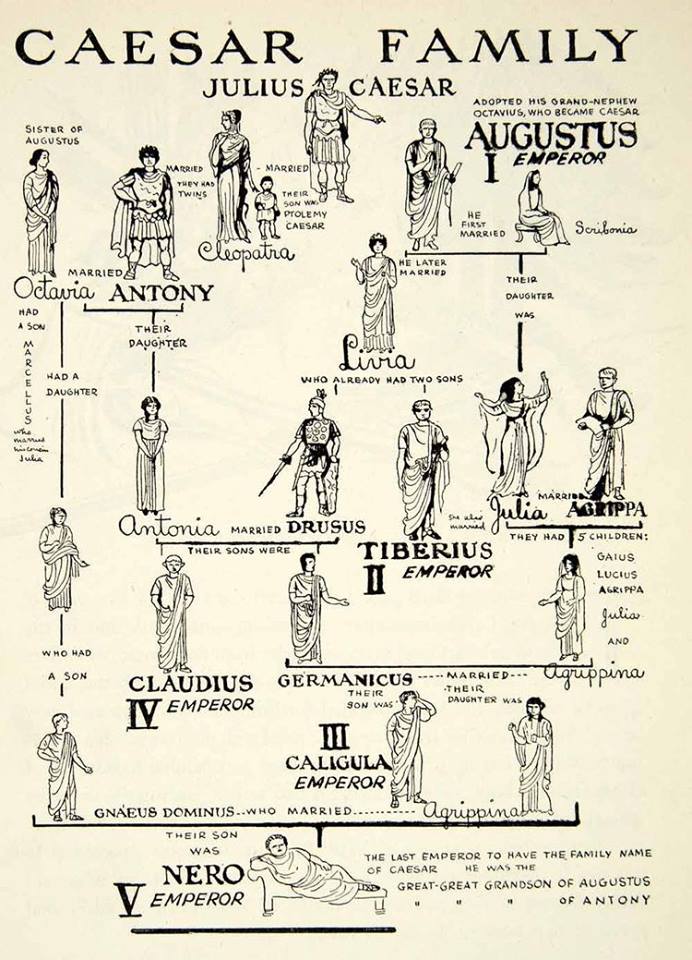 CAESAR FAMILY
JULIUS CAESAR
ADOPTED HIS GRAND-NEPHEW
OCTAVIUS, WHO BECAME CAESAR
AUGUSTUS
I EMPEROR
SISTER OF
AUGUSTUS
MARRIED
THEY HAD
TWINS
- MARRIED
THEIR
SON WAS
PTOLEMY
CAESAR
HE
FIRST
MARRIED
Scribonia
Cleopatra
HE LATER
MARRIED
MARRIED
Octavia
ANTONY
THEIR
DAUGHTER
WAS
HAD
A SON
MARCELLUS
who
married
his cousin
Julia
HAD A
DAUGHTER
THEIR
DAUGHTER
Livia
WHO ALREADY HAD TWO SONS
Antonia MARRIED DRUSUS
she also
married
Julia
MARRIED
AGRIPPA
THEIR SONS WERE
TIBERIUS
II EMPEROR
THEY HAD 5 CHILDREN:
GAIUS
LUCIUS
AGRIPPA
Julia
AND
Agrippina
WHO HAD
A SON
CLAUDIUS
IV EMPEROR
GERMANICUS ---- MARRIED---
THEIR
SON WAS
THEIR
DAUGHTER WAS
III
CALIGULA
EMPEROR
GNAEUS DOMINUS--WHO MARRIED---------- Agrippina
THEIR SON
WAS
NERO
V EMPEROR
THE LAST EMPEROR TO HAVE THE FAMILY NAME
OF CAESAR HE WAS THE
GREAT-GREAT GRANDSON OF AUGUSTUS
" " " OF ANTONY